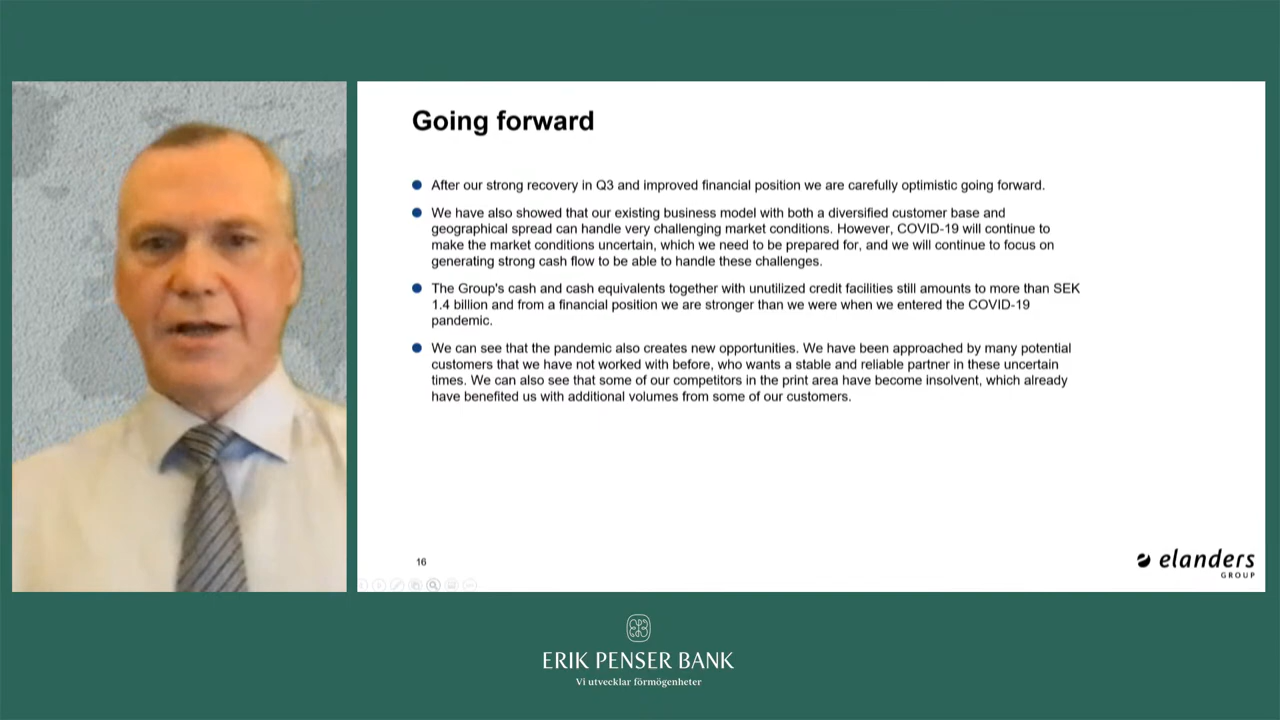 Going forward
After our strong recovery in Q3 and improved financial position we are carefully optimistic going forward.
We have also showed that our existing business model with both a diversified customer base and
geographical spread can handle very challenging market conditions. However, COVID-19 will continue to
make the market conditions uncertain, which we need to be prepared for, and we will continue to focus on
generating strong cash flow to be able to handle these challenges.
The Group's cash and cash equivalents together with unutilized credit facilities still amounts to more than SEK
1.4 billion and from a financial position we are stronger than we were when we entered the COVID-19
pandemic.
We can see that the pandemic also creates new opportunities. We have been approached by many potential
customers that we have not worked with before, who wants a stable and reliable partner in these uncertain
times. We can also see that some of our competitors in the print area have become insolvent, which already
have benefited us with additional volumes from some of our customers.
16
elanders
GROUP
ERIK PENSER BANK
Vi utvecklar förmögenheter